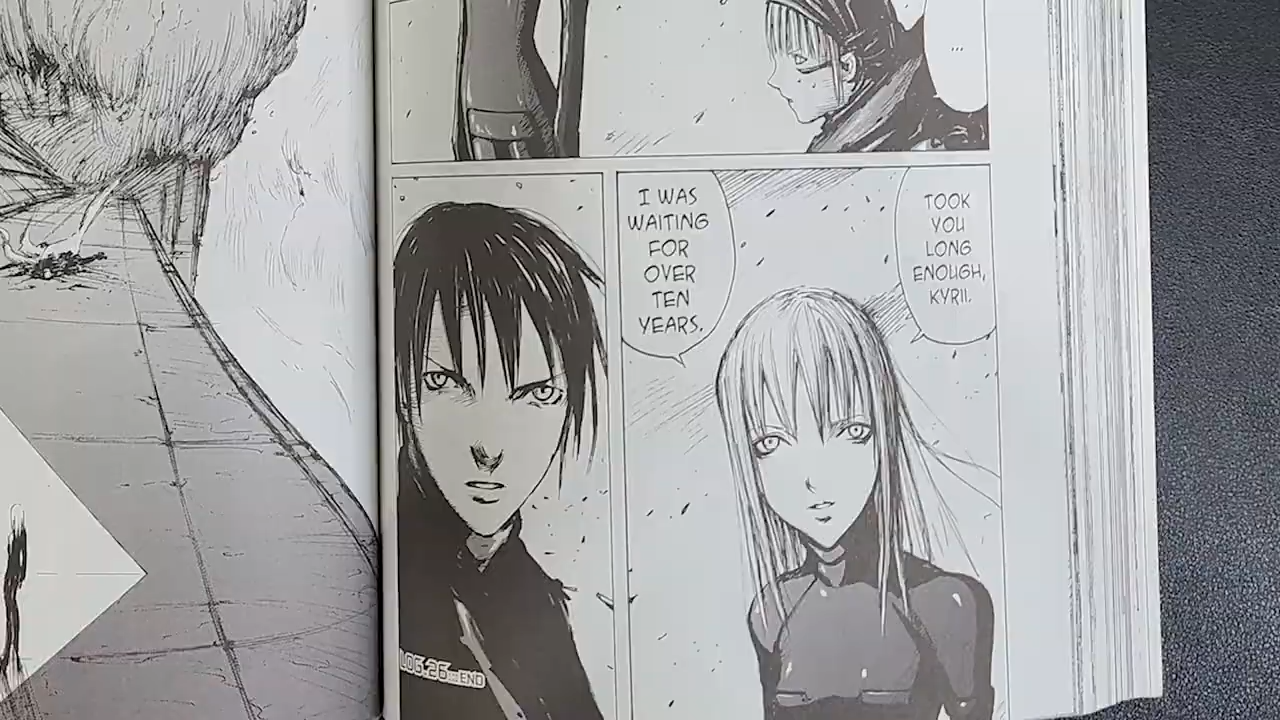 ...
TOOK
YOU
LONG
ENOUGH,
KYRII.
I WAS
WAITING
FOR
OVER
TEN
YEARS.
LOG.26...END